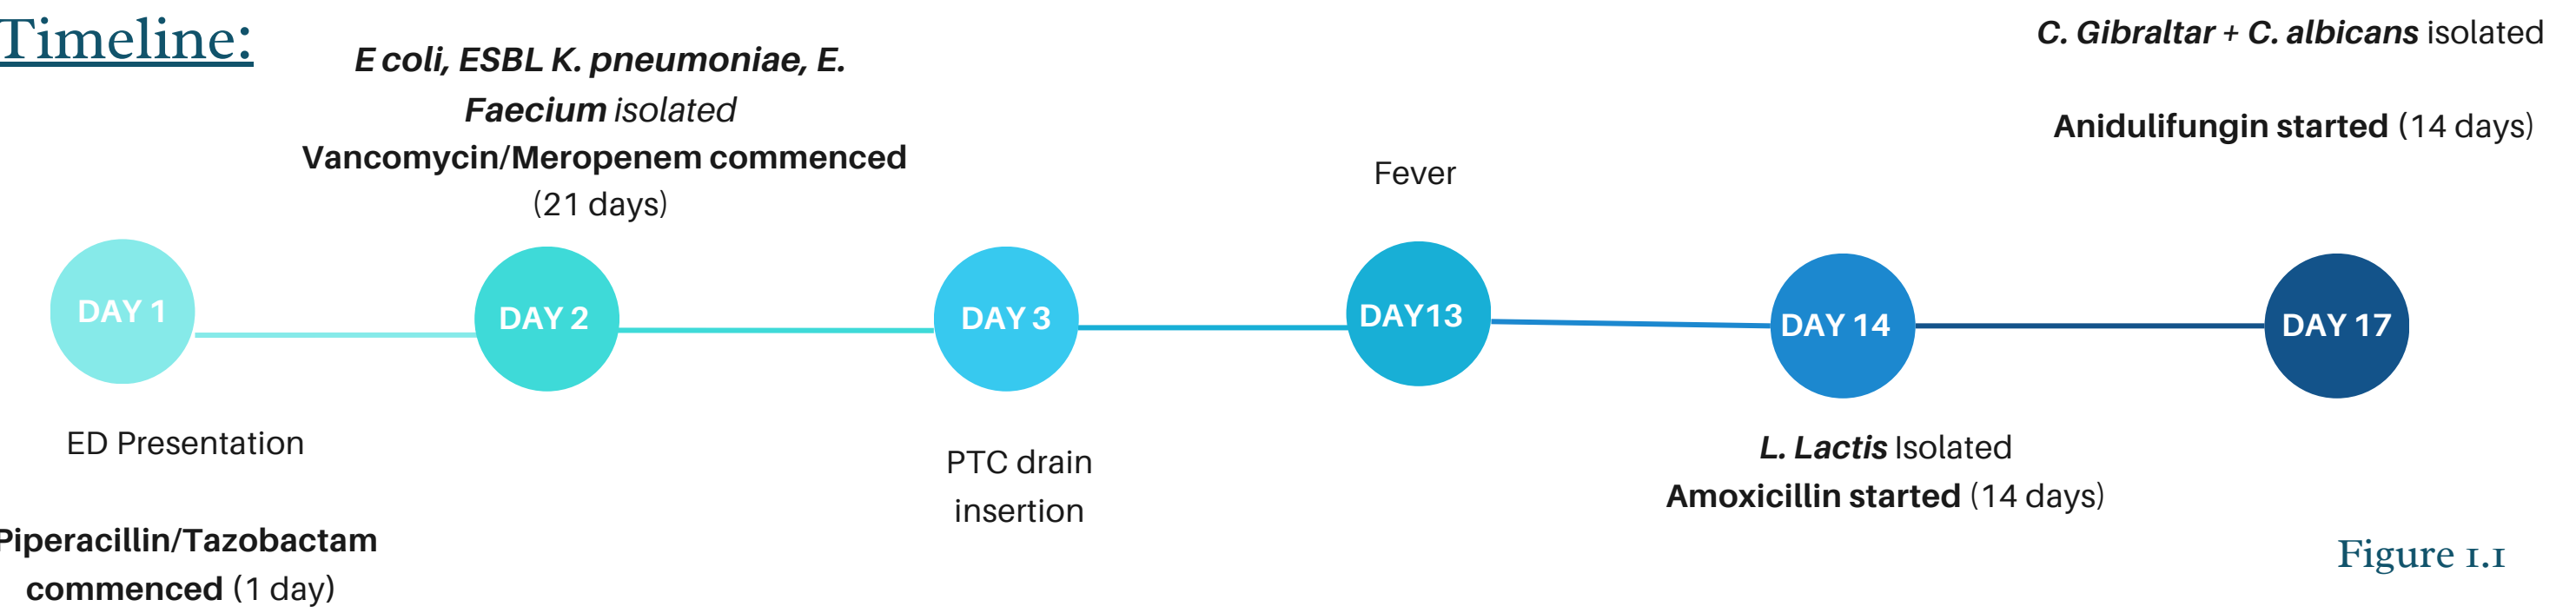 Timeline:
E coli, ESBL K. pneumoniae, E.
Faecium isolated
Vancomycin/Meropenem commenced
(21 days)
Fever
C. Gibraltar + C. albicans isolated
Anidulifungin started (14 days)
DAY 1
DAY 2
DAY 3
DAY13
DAY 14
DAY 17
ED Presentation
Piperacillin/Tazobactam
commenced (1 day)
PTC drain
insertion
L. Lactis Isolated
Amoxicillin started (14 days)
Figure 1.1